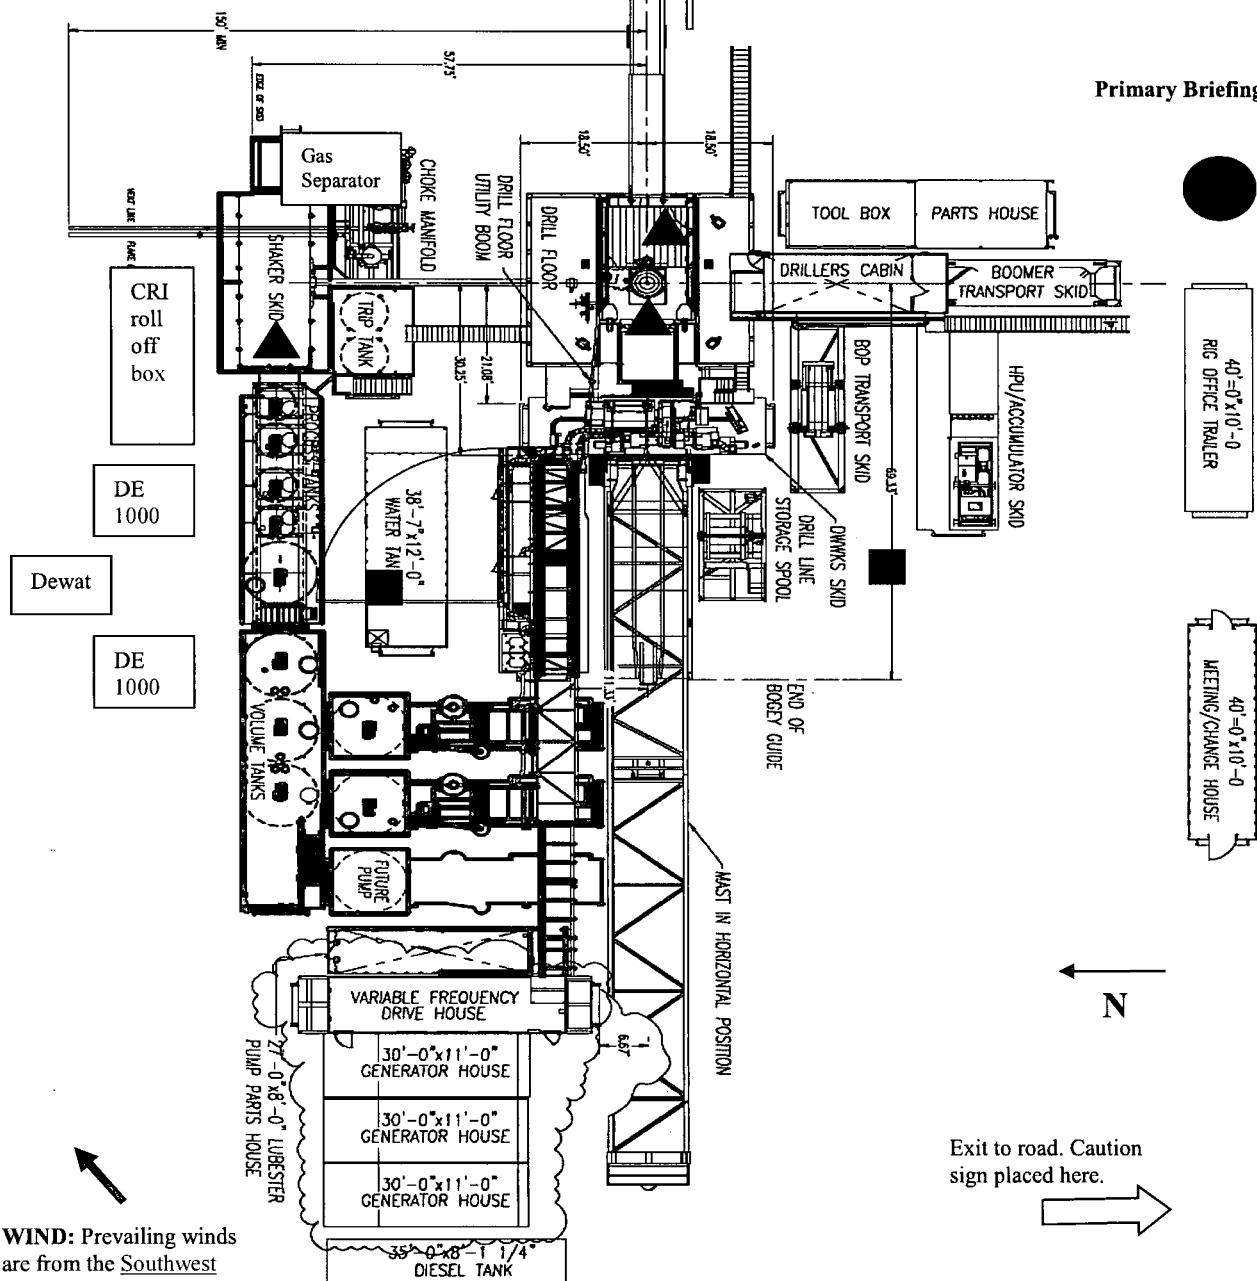 150' MIN
57.75'
EDGE OF SKID
Primary Briefing
18.50'
18.50'
Gas
Separator
CHOKE MANIFOLD
DRILL FLOOR
UTILITY BOOM
DRILL FLOOR
TOOL BOX
PARTS HOUSE
VENT LINE
SHAKER SKID
DRILLERS CABIN
BOOMER
TRANSPORT SKID
CRI
roll
off
box
TRIP TANK
21.08'
30.25'
BOP TRANSPORT SKID
HPU/ACCUMULATOR SKID
40'=0"x10'-0
RIG OFFICE TRAILER
PROCESS TANKS
DE
1000
38'-7"x12'-0"
WATER TAN
69.13'
DRILL LINE
STORAGE SPOOL
DWWKS SKID
Dewat
DE
1000
END OF
BOGEY GUIDE
40'=0"x10'-0
MEETING/CHANGE HOUSE
VOLUME TANKS
FUTURE
PUMP
MAST IN HORIZONTAL POSITION
N
VARIABLE FREQUENCY
DRIVE HOUSE
6.67'
27'-0"x8'-0" LUBESTER
PUMP PARTS HOUSE
30'-0"x11'-0"
GENERATOR HOUSE
30'-0"x11'-0"
GENERATOR HOUSE
30'-0"x11'-0"
GENERATOR HOUSE
Exit to road. Caution
sign placed here.
WIND: Prevailing winds
are from the Southwest
35'-0"x8'-1 1/4"
DIESEL TANK